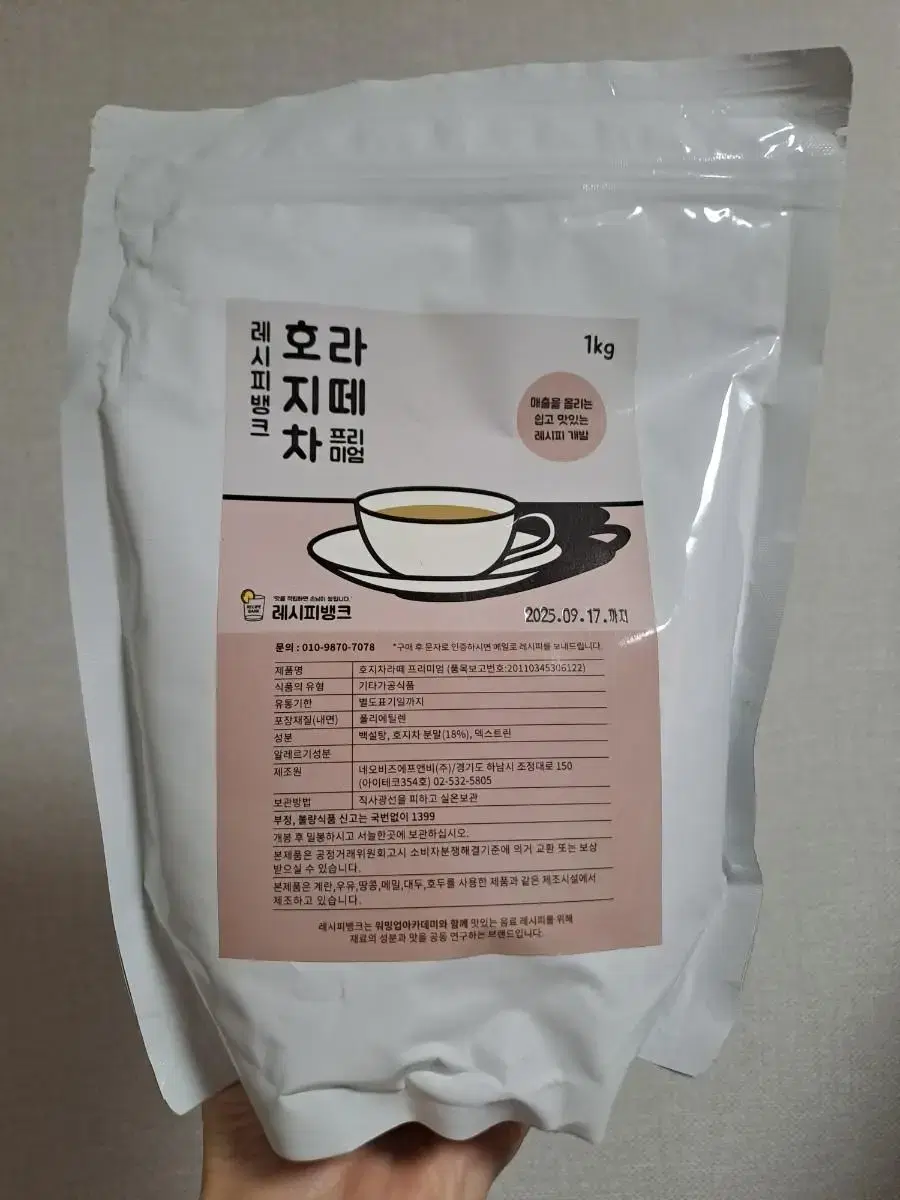 레시피뱅크
호지차
라떼
프리
미엄
1kg
매출을 올리는
쉽고 맛있는
레시피 개발
"맛을 적립하면 손님이 쌓입니다."
RECIPE
BANK
레시피뱅크
2025.09.17.까지
문의 : 010-9870-7078 *구매 후 문자로 인증하시면 메일로 레시피를 보내드립니다.
제품명 호지차라떼 프리미엄 (품목보고번호:20110345306122)
식품의 유형 기타가공식품
유통기한 별도표기일까지
포장재질(내면) 폴리에틸렌
성분 백설탕, 호지차 분말(18%), 덱스트린
알레르기성분
제조원 네오비즈에프앤비(주)/경기도 하남시 조정대로 150
(아이테코354호) 02-532-5805
보관방법 직사광선을 피하고 실온보관
부정, 불량식품 신고는 국번없이 1399
개봉 후 밀봉하시고 서늘한곳에 보관하십시오.
본제품은 공정거래위원회고시 소비자분쟁해결기준에 의거 교환 또는 보상
받으실 수 있습니다.
본제품은 계란,우유,땅콩,메밀,대두,호두를 사용한 제품과 같은 제조시설에서
제조하고 있습니다.
레시피뱅크는 워밍업아카데미와 함께 맛있는 음료 레시피를 위해
재료의 성분과 맛을 공동 연구하는 브랜드입니다.